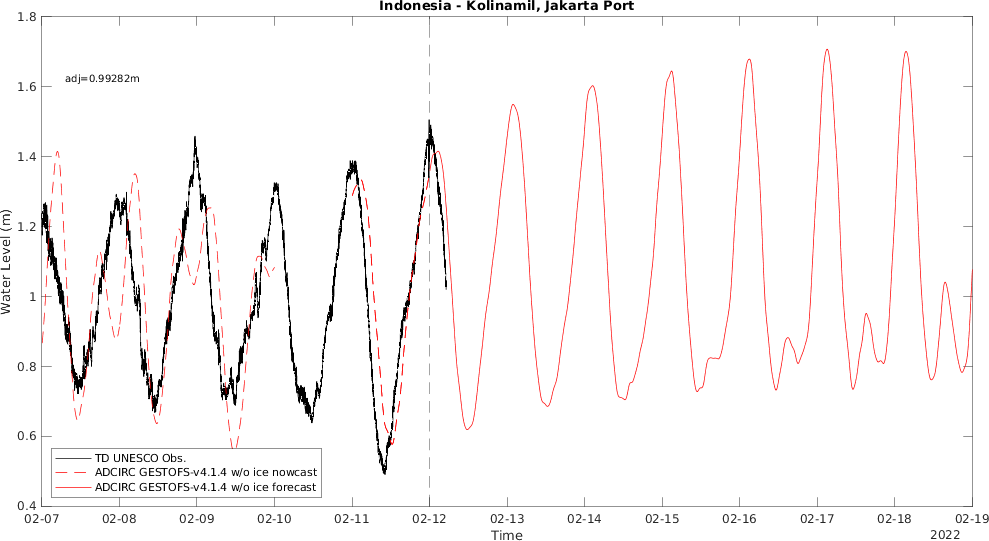 Indonesia - Kolinamil, Jakarta Port
1.8
1.6
1.4
1.2
1
0.8
0.6
0.4
Water Level (m)
adj=0.99282m
TD UNESCO Obs.
ADCIRC GESTOFS-v4.1.4 w/o ice nowcast
ADCIRC GESTOFS-v4.1.4 w/o ice forecast
02-07 02-08 02-09 02-10 02-11 02-12 02-13 02-14 02-15 02-16 02-17 02-18 02-19
Time
2022